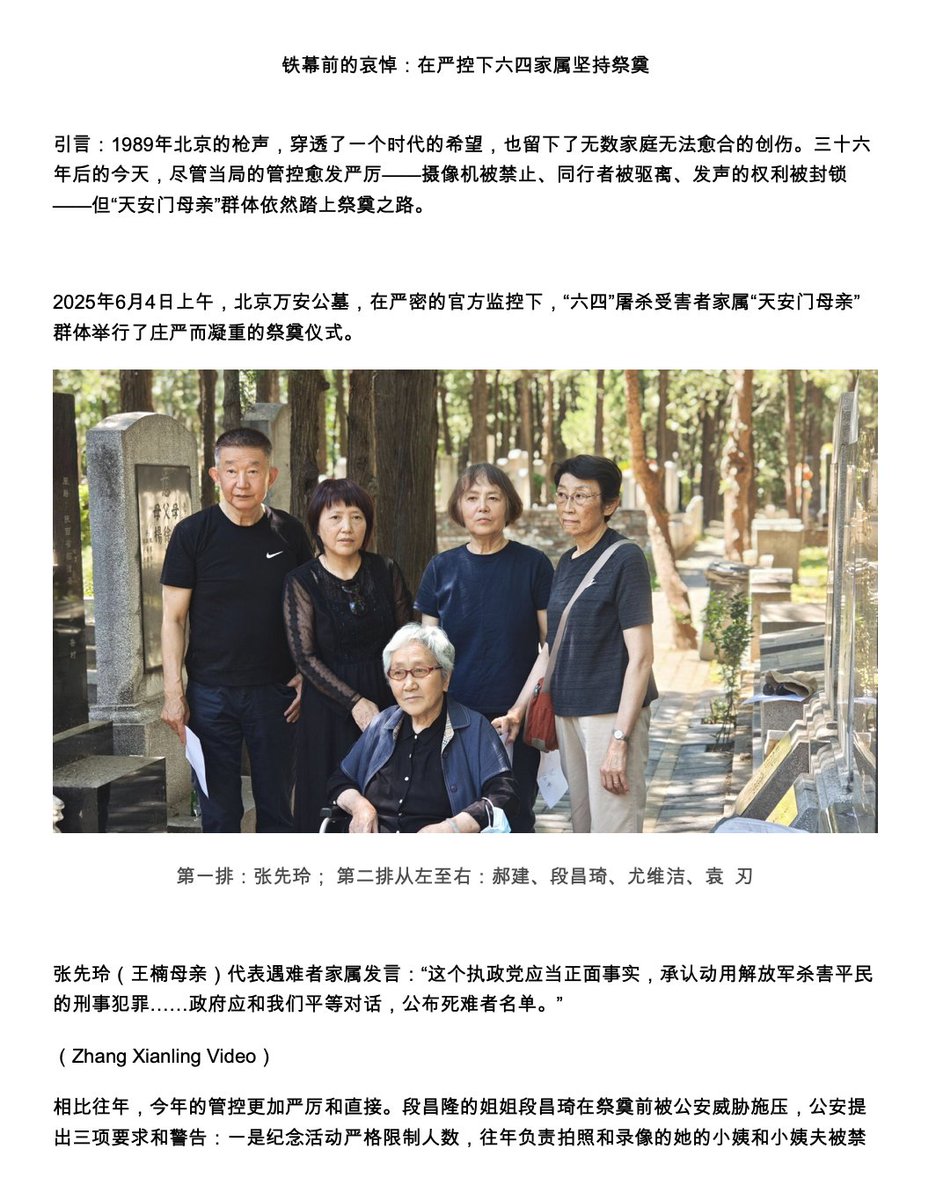 铁幕前的哀悼：在严控下六四家属坚持祭奠
引言：1989年北京的枪声，穿透了一个时代的希望，也留下了无数家庭无法愈合的创伤。三十六
年后的今天，尽管当局的管控愈发严厉——摄像机被禁止、同行者被驱离、发声的权利被封锁
——但“天安门母亲”群体依然踏上祭奠之路。
2025年6月4日上午，北京万安公墓，在严密的官方监控下，“六四”屠杀受害者家属“天安门母亲”
群体举行了庄严而凝重的祭奠仪式。
第一排：张先玲； 第二排从左至右：郝建、段昌琦、尤维洁、袁 刃
张先玲（王楠母亲）代表遇难者家属发言：“这个执政党应当正面事实，承认动用解放军杀害平民
的刑事犯罪……政府应和我们平等对话，公布死难者名单。”
（Zhang Xianling Video）
相比往年，今年的管控更加严厉和直接。段昌隆的姐姐段昌琦在祭奠前被公安威胁施压，公安提
出三项要求和警告：一是纪念活动严格限制人数，往年负责拍照和录像的她的小姨和小姨夫被禁